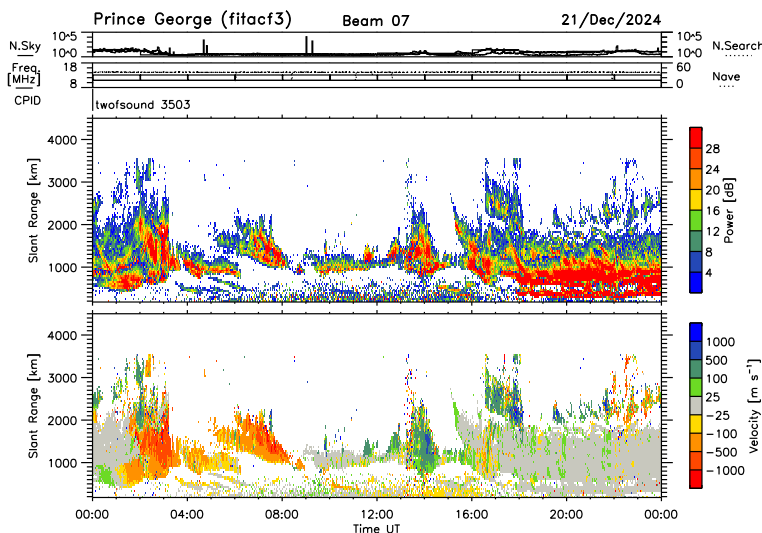 Prince George (fitacf3) Beam 07 21/Dec/2024
N.Sky 10^5 10^0 10^5 10^0 N.Search
Freq. [MHz] 18 8 60 0 Nave
CPID twofsound 3503
Slant Range [km] 4000 3000 2000 1000
Power [dB] 28 24 20 16 12 8 4
Slant Range [km] 4000 3000 2000 1000
Velocity [m s⁻¹] 1000 500 100 25 −25 −100 −500 −1000
00:00 04:00 08:00 12:00 16:00 20:00 00:00
Time UT